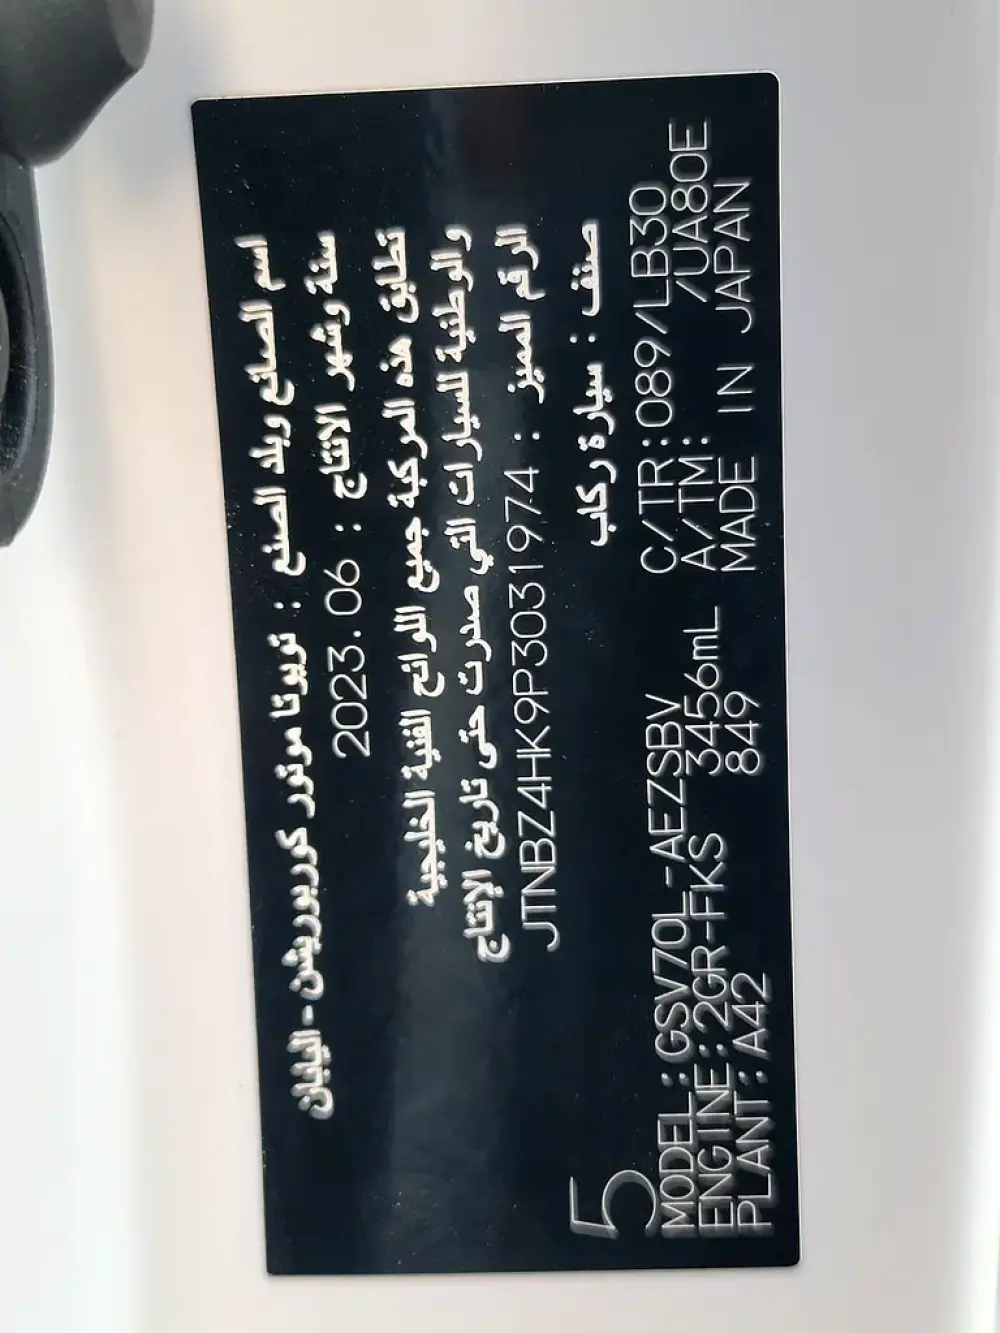 اسم الصانع وبلد الصنع : تويوتا موتور كوربوريشن - اليابان
سنة وشهر الانتاج : 2023.06
تطابق هذه المركبة جميع اللوائح الفنية الخليجية
والوطنية للسيارات التي صدرت حتى تاريخ الإنتاج
الرقم المميز : JTNBZ4HK9P3031974
صنف : سيارة ركاب
5
MODEL :GSV70L-AEZSBV C/TR:089/LB30
ENGINE:2GR-FKS 3456mL A/TM: /UA80E
PLANT:A42 849 MADE IN JAPAN